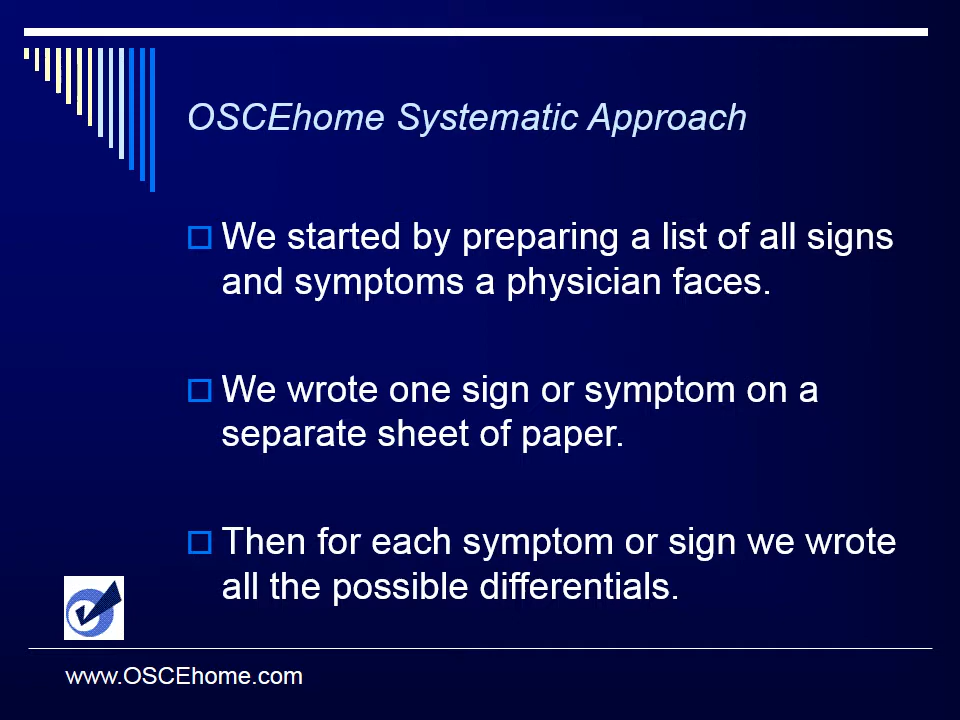 OSCEhome Systematic Approach
We started by preparing a list of all signs
and symptoms a physician faces.
We wrote one sign or symptom on a
separate sheet of paper.
Then for each symptom or sign we wrote
all the possible differentials.
www.OSCEhome.com